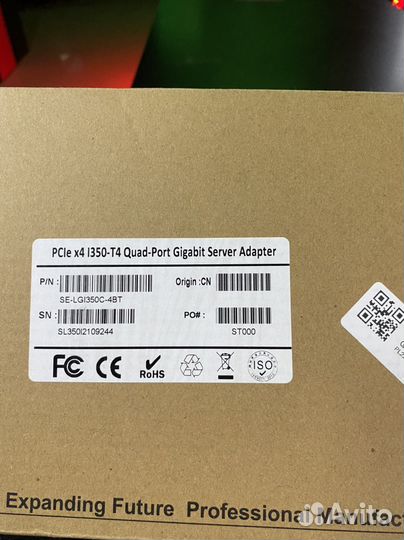 PCIe x4 I350-T4 Quad-Port Gigabit Server Adapter
P/N : Origin :CN
SE-LGI350C-4BT
SN : PO# :
SL350I2109244 ST000
FC CE RoHS ISO
Expanding Future Professional Manufact
Avito